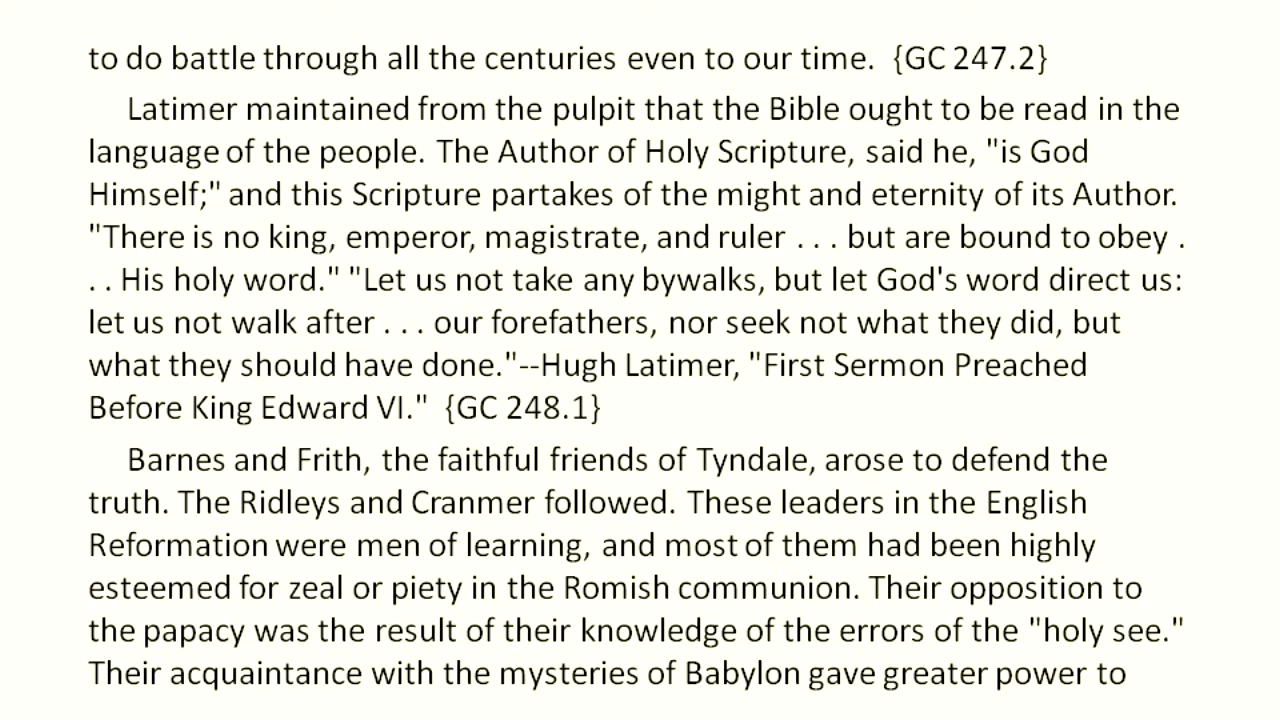 to do battle through all the centuries even to our time.  {GC 247.2}
Latimer maintained from the pulpit that the Bible ought to be read in the
language of the people. The Author of Holy Scripture, said he, "is God
Himself;" and this Scripture partakes of the might and eternity of its Author.
"There is no king, emperor, magistrate, and ruler . . . but are bound to obey .
. . His holy word." "Let us not take any bywalks, but let God's word direct us:
let us not walk after . . . our forefathers, nor seek not what they did, but
what they should have done."--Hugh Latimer, "First Sermon Preached
Before King Edward VI."  {GC 248.1}
Barnes and Frith, the faithful friends of Tyndale, arose to defend the
truth. The Ridleys and Cranmer followed. These leaders in the English
Reformation were men of learning, and most of them had been highly
esteemed for zeal or piety in the Romish communion. Their opposition to
the papacy was the result of their knowledge of the errors of the "holy see."
Their acquaintance with the mysteries of Babylon gave greater power to